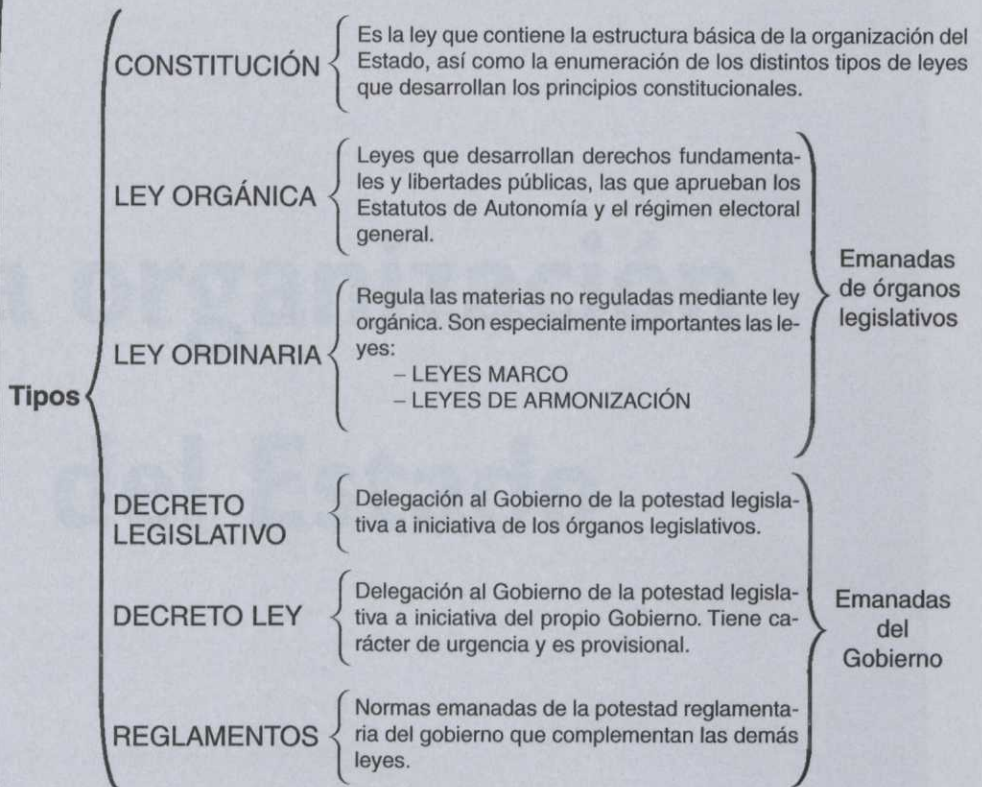 CONSTITUCIÓN
Es la ley que contiene la estructura básica de la organización del
Estado, así como la enumeración de los distintos tipos de leyes
que desarrollan los principios constitucionales.
LEY ORGÁNICA
Leyes que desarrollan derechos fundamenta-
les y libertades públicas, las que aprueban los
Estatutos de Autonomía y el régimen electoral
general.
LEY ORDINARIA
Regula las materias no reguladas mediante ley
orgánica. Son especialmente importantes las le-
yes:
– LEYES MARCO
– LEYES DE ARMONIZACIÓN
Emanadas
de órganos
legislativos
Tipos
DECRETO
LEGISLATIVO
Delegación al Gobierno de la potestad legisla-
tiva a iniciativa de los órganos legislativos.
DECRETO LEY
Delegación al Gobierno de la potestad legisla-
tiva a iniciativa del propio Gobierno. Tiene ca-
rácter de urgencia y es provisional.
REGLAMENTOS
Normas emanadas de la potestad reglamenta-
ria del gobierno que complementan las demás
leyes.
Emanadas
del
Gobierno